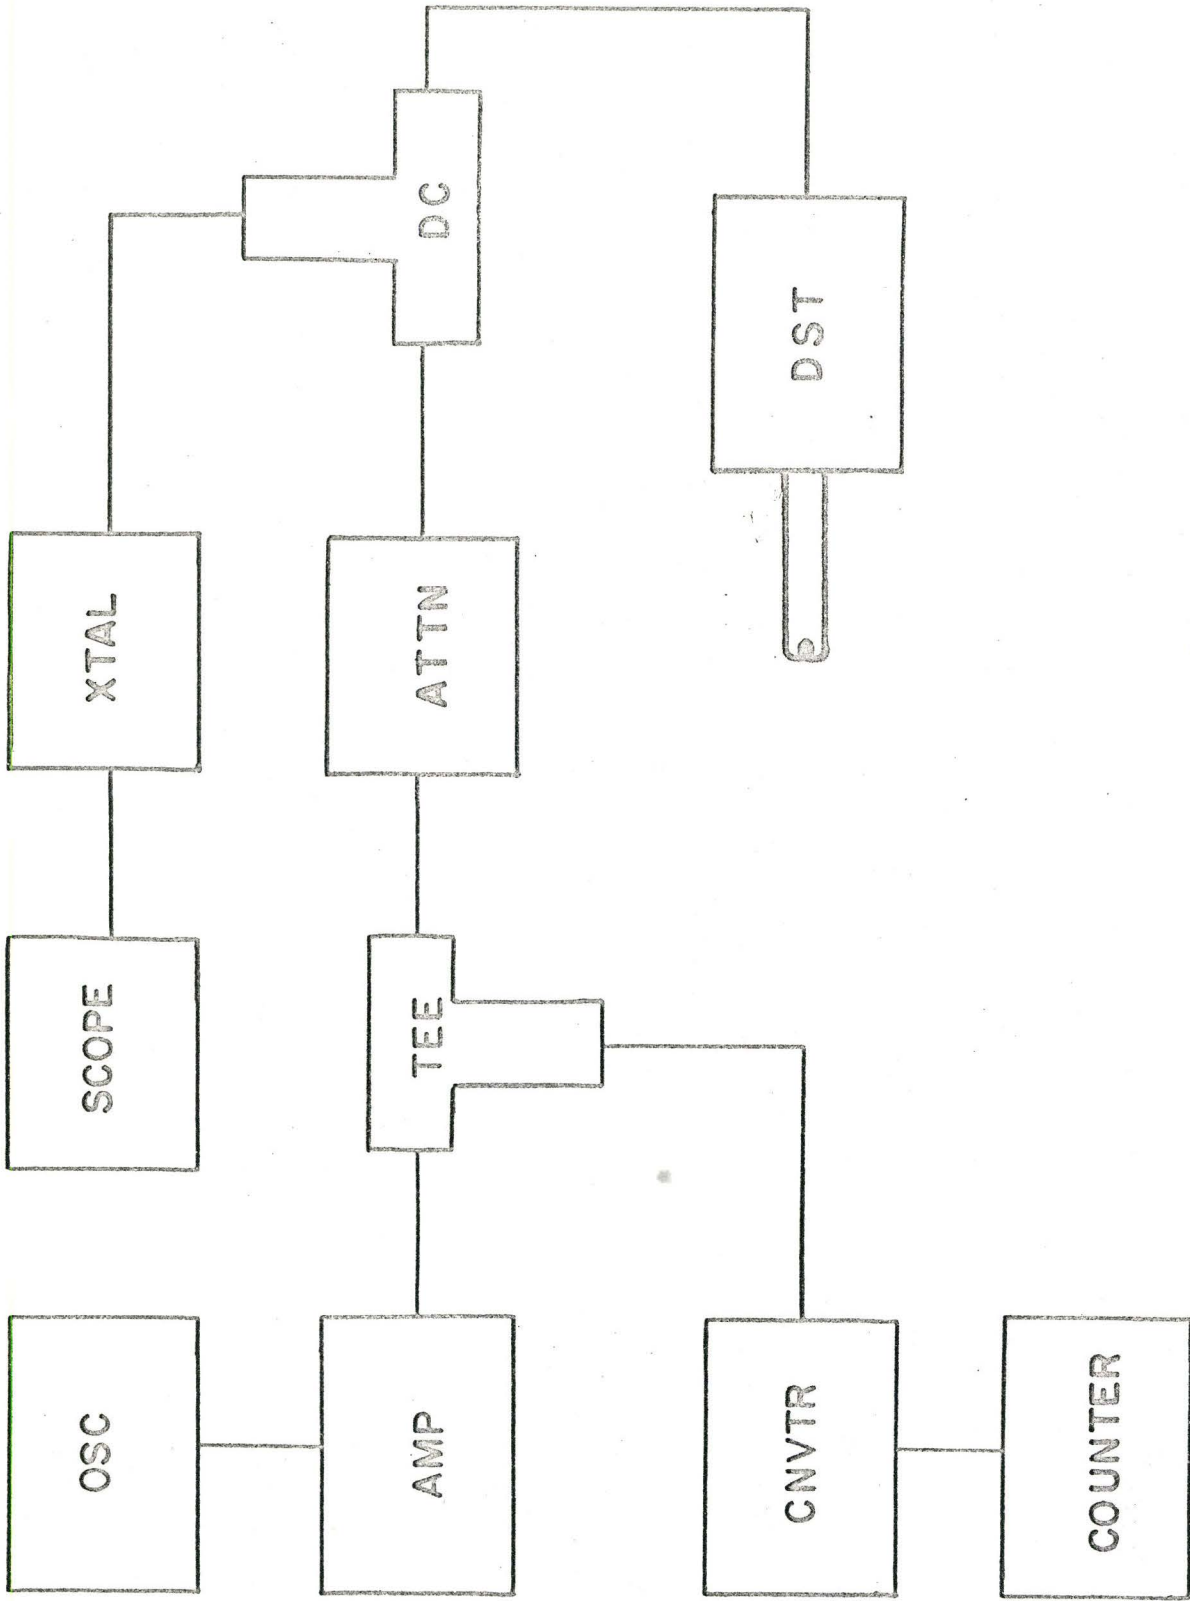 OSC
SCOPE
XTAL
AMP
TEE
ATTN
DC
CNVTR
DST
COUNTER